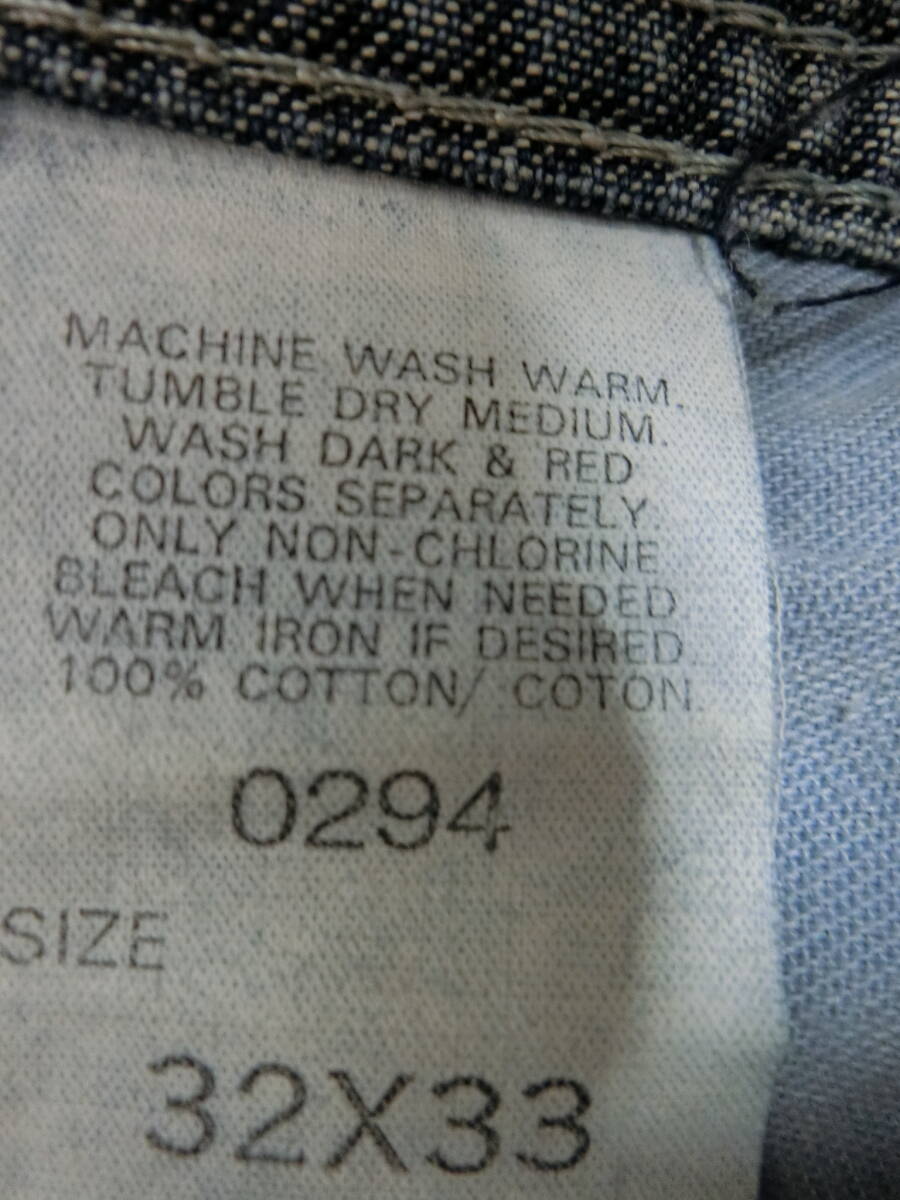 MACHINE WASH WARM.
TUMBLE DRY MEDIUM.
WASH DARK & RED
COLORS SEPARATELY.
ONLY NON-CHLORINE
BLEACH WHEN NEEDED.
WARM IRON IF DESIRED.
100% COTTON/ COTON.
0294
SIZE
32X33